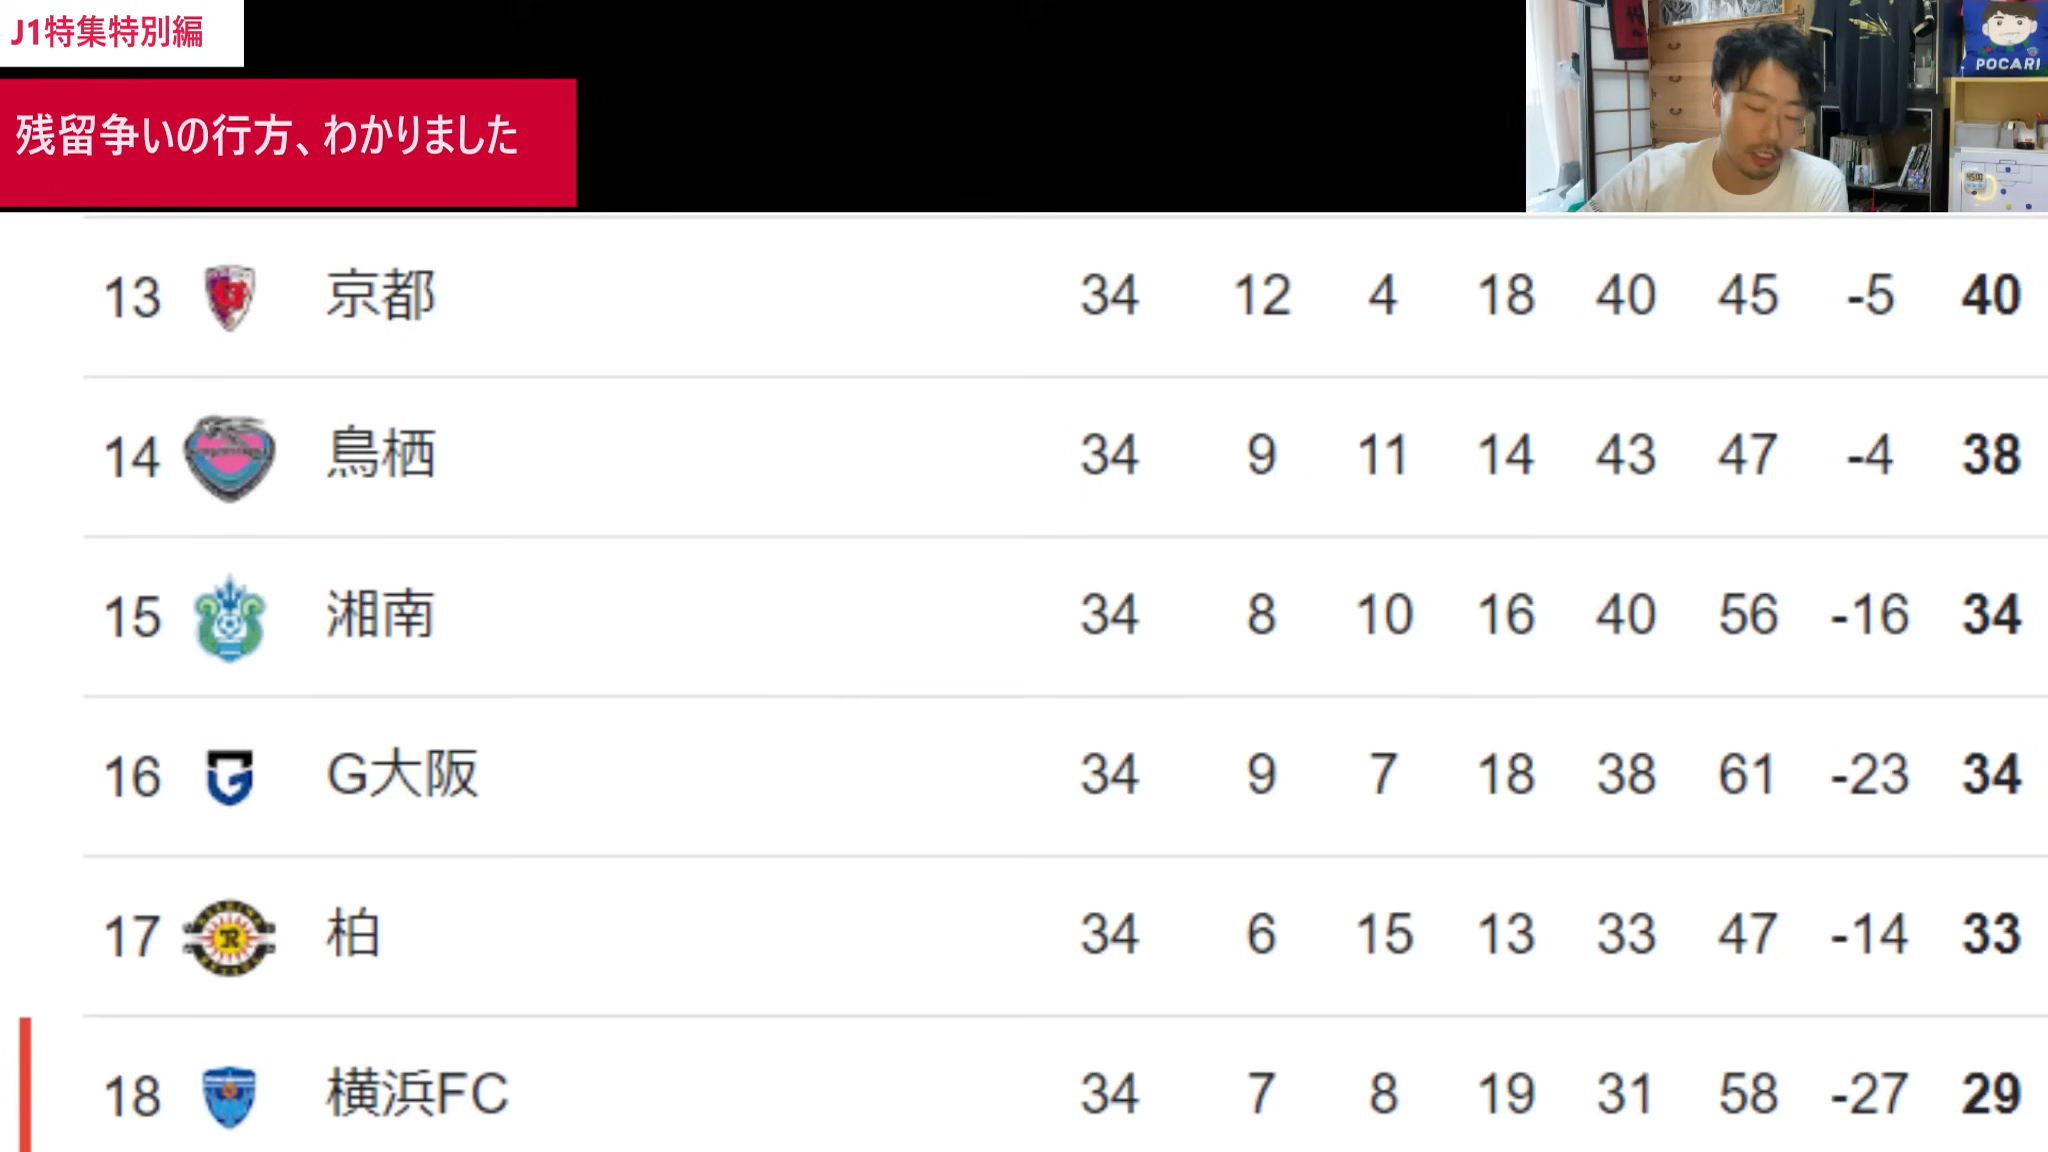 J1特集特別編
残留争いの行方、わかりました
POCARI
13 京都 34 12 4 18 40 45 -5 40
14 鳥栖 34 9 11 14 43 47 -4 38
15 湘南 34 8 10 16 40 56 -16 34
16 G大阪 34 9 7 18 38 61 -23 34
17 柏 34 6 15 13 33 47 -14 33
18 横浜FC 34 7 8 19 31 58 -27 29